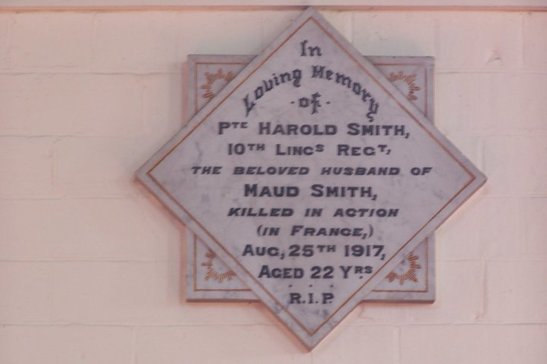 In
Loving Memory
of
PTE HAROLD SMITH,
10TH LINCS REGT,
THE BELOVED HUSBAND OF
MAUD SMITH,
KILLED IN ACTION
(IN FRANCE,)
AUG, 25TH 1917,
AGED 22 YRS
R.I.P.